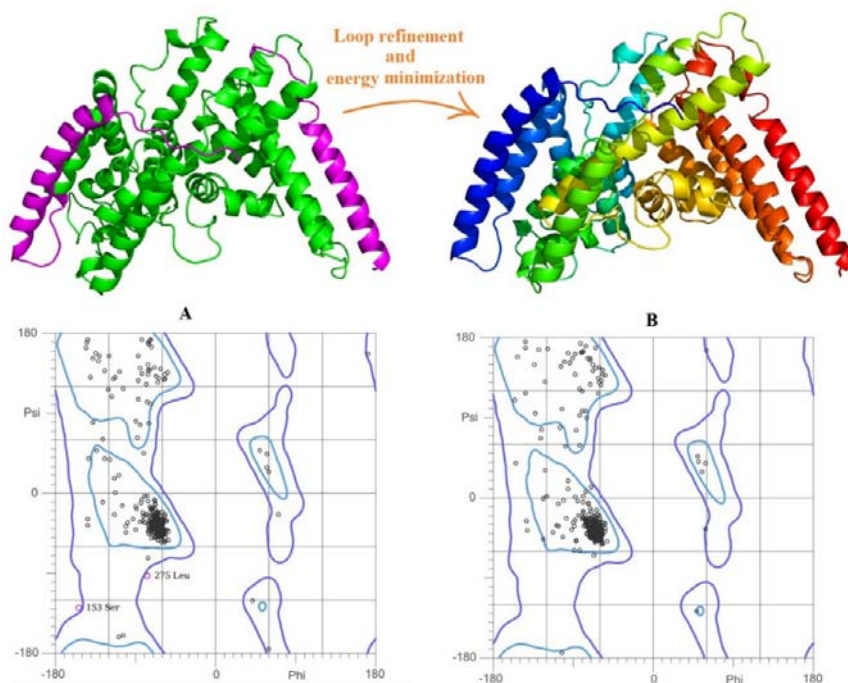 Loop refinement
and
energy minimization
A
B
180
Psi
0
-180
275 Leu
153 Ser
-180
0
Phi
180
180
Psi
0
-180
-180
0
Phi
180